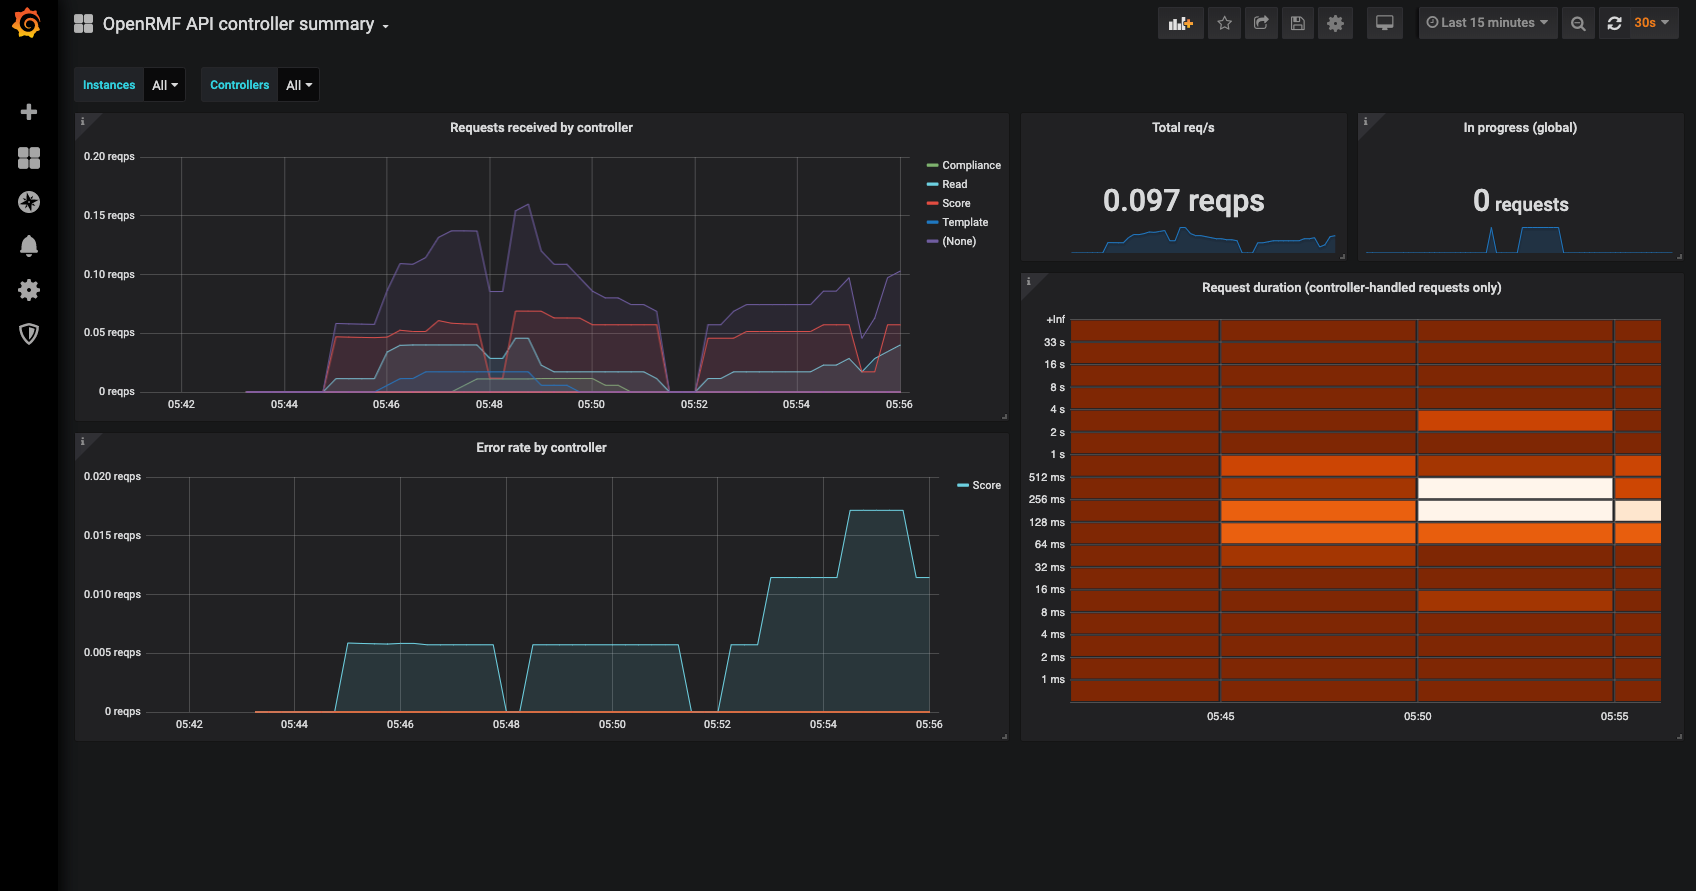 OpenRMF API controller summary
Last 15 minutes
30s
Instances All
Controllers All
Requests received by controller
0.20 reqps
0.15 reqps
0.10 reqps
0.05 reqps
0 reqps
05:42 05:44 05:46 05:48 05:50 05:52 05:54 05:56
Compliance
Read
Score
Template
(None)
Total req/s
0.097 reqps
In progress (global)
0 requests
Error rate by controller
0.020 reqps
0.015 reqps
0.010 reqps
0.005 reqps
0 reqps
05:42 05:44 05:46 05:48 05:50 05:52 05:54 05:56
Score
Request duration (controller-handled requests only)
+Inf
33 s
16 s
8 s
4 s
2 s
1 s
512 ms
256 ms
128 ms
64 ms
32 ms
16 ms
8 ms
4 ms
2 ms
1 ms
05:45 05:50 05:55